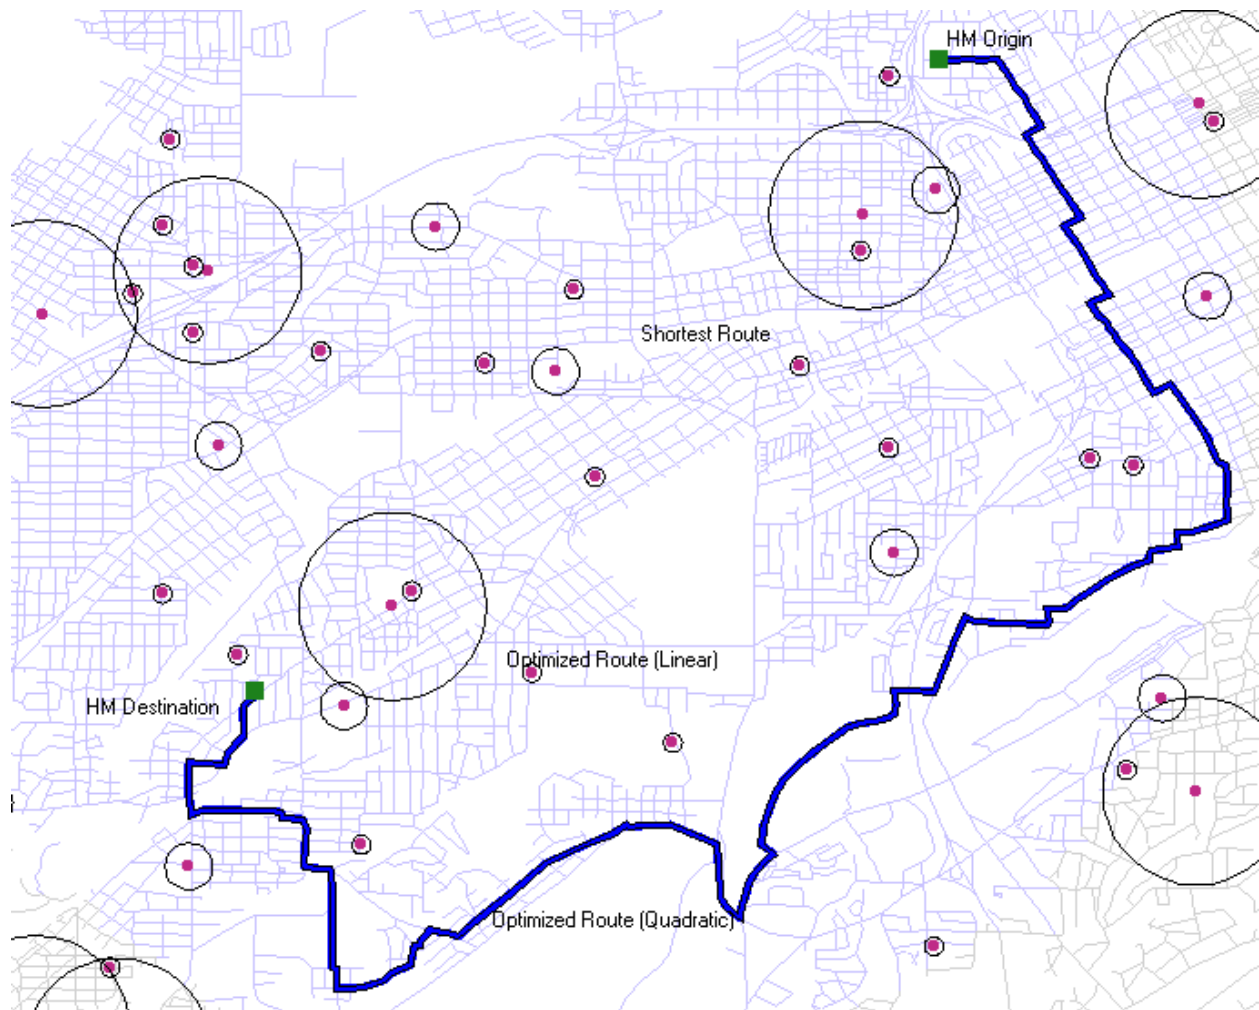 HM Origin
Shortest Route
Optimized Route (Linear)
HM Destination
Optimized Route (Quadratic)